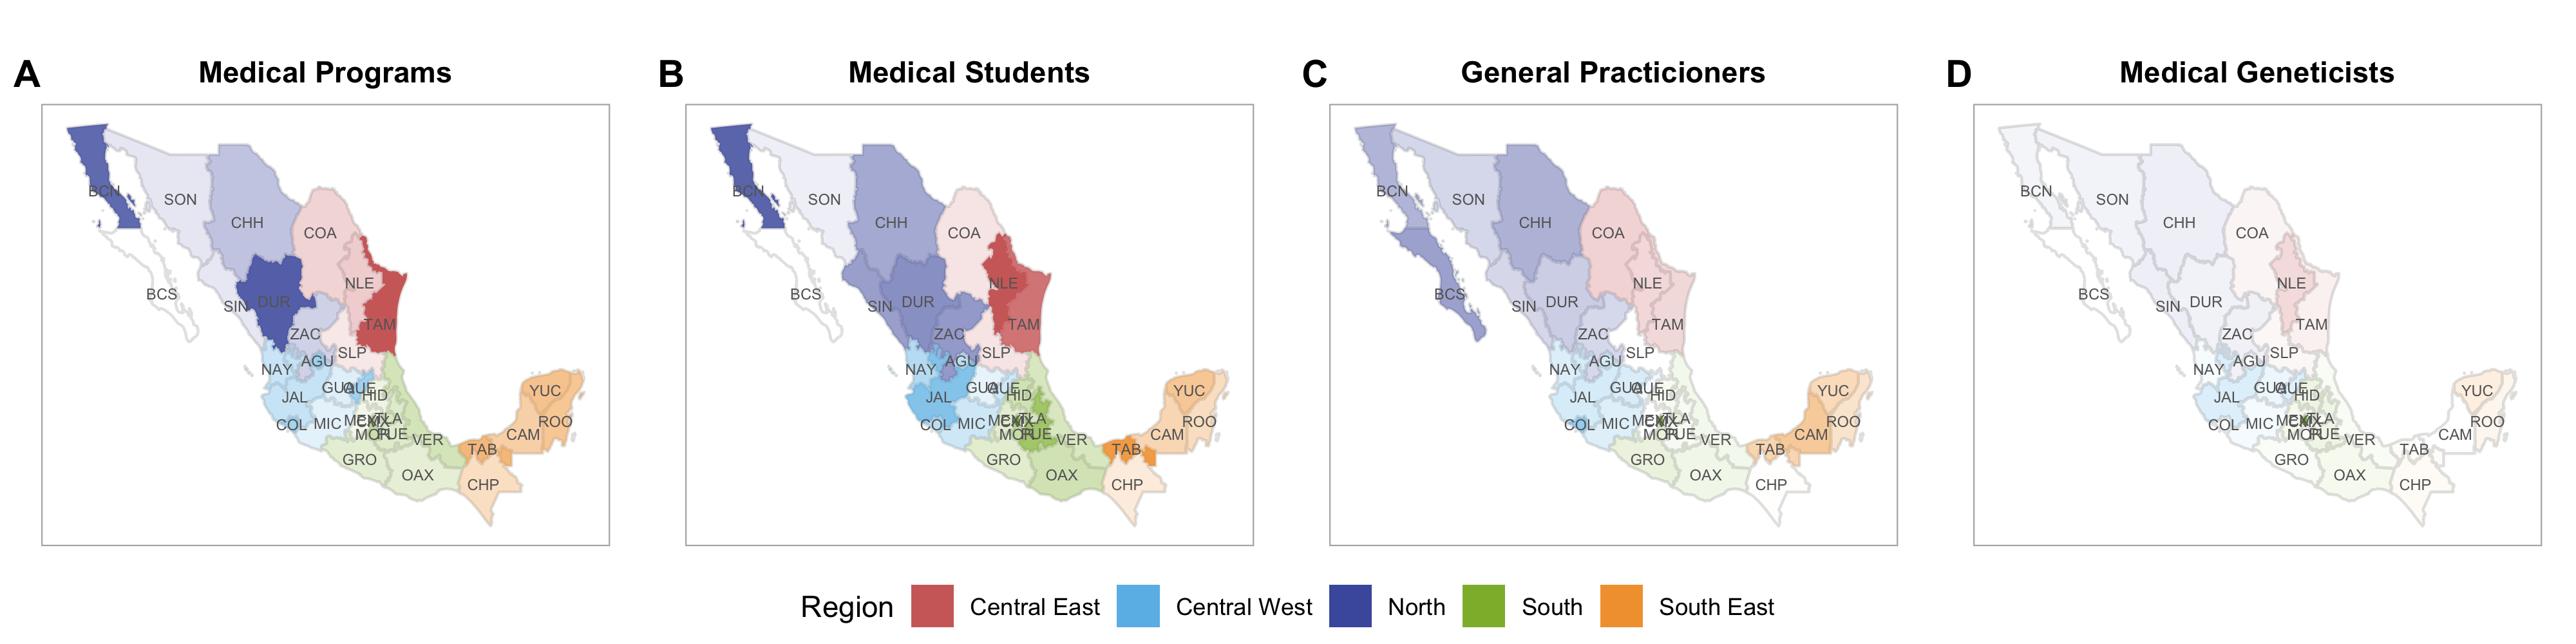 A Medical Programs
B Medical Students
C General Practicioners
D Medical Geneticists
BCN SON CHH COA NLE BCS SIN DUR TAM ZAC SLP AGU NAY GUA QUE HID YUC JAL COL MIC MEX CMX TLA MOR PUE ROO CAM VER TAB GRO OAX CHP
BCN SON CHH COA NLE BCS SIN DUR TAM ZAC SLP AGU NAY GUA QUE HID YUC JAL COL MIC MEX CMX TLA MOR PUE ROO CAM VER TAB GRO OAX CHP
BCN SON CHH COA NLE BCS SIN DUR TAM ZAC SLP AGU NAY GUA QUE HID YUC JAL COL MIC MEX CMX TLA MOR PUE ROO CAM VER TAB GRO OAX CHP
BCN SON CHH COA NLE BCS SIN DUR TAM ZAC SLP AGU NAY GUA QUE HID YUC JAL COL MIC MEX CMX TLA MOR PUE ROO CAM VER TAB GRO OAX CHP
Region Central East Central West North South South East